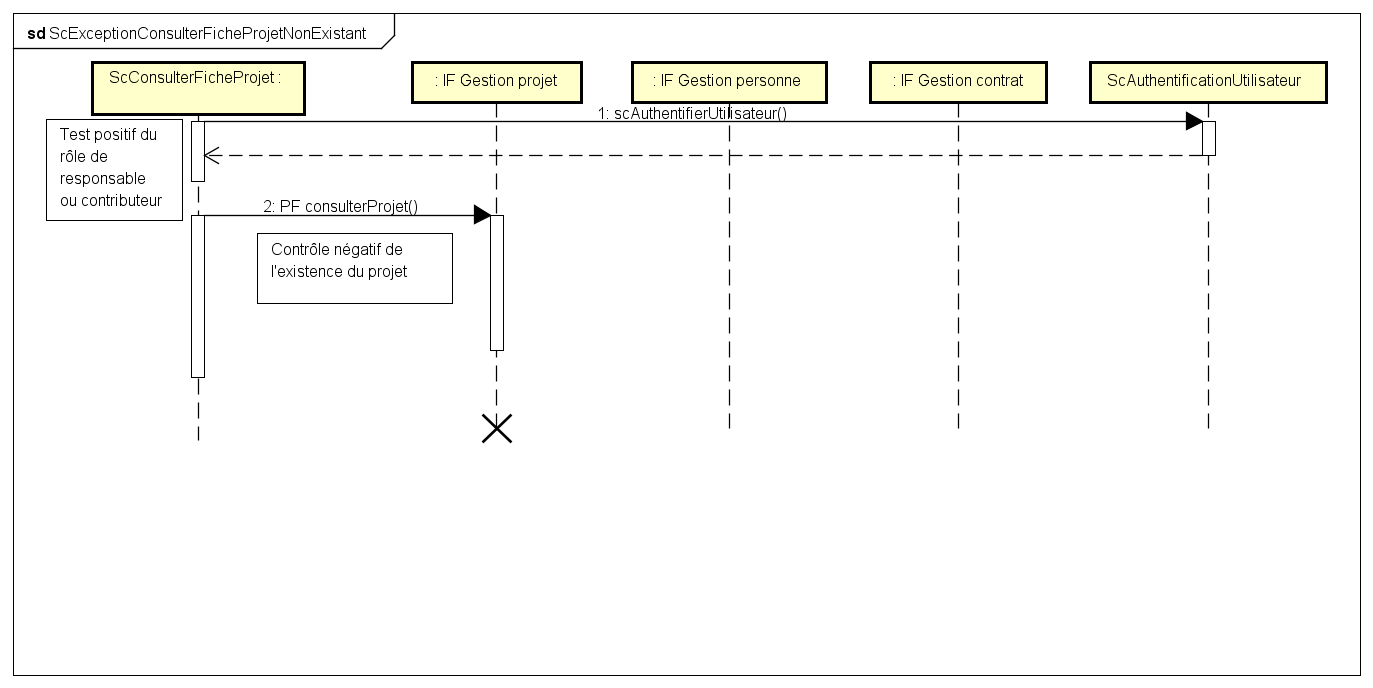 sd ScExceptionConsulterFicheProjetNonExistant
ScConsulterFicheProjet :
: IF Gestion projet
: IF Gestion personne
: IF Gestion contrat
ScAuthentificationUtilisateur
1: scAuthentifierUtilisateur()
Test positif du
rôle de
responsable
ou contributeur
2: PF consulterProjet()
Contrôle négatif de
l'existence du projet